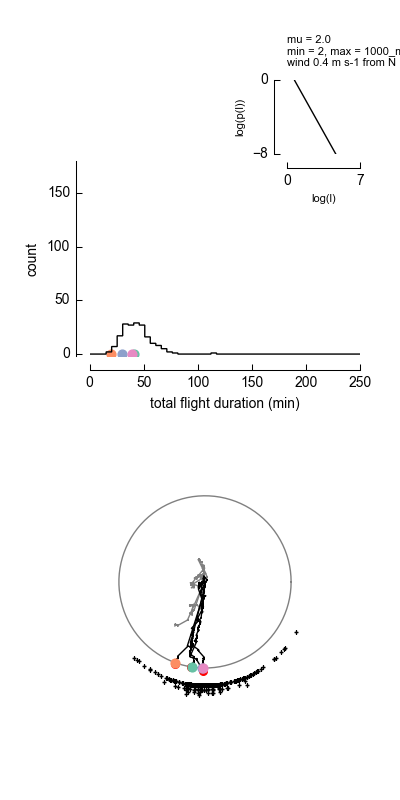 mu = 2.0
min = 2, max = 1000_m
wind 0.4 m s-1 from N
0
log(p(l))
−8
0 7
log(l)
150
100
50
0
count
0 50 100 150 200 250
total flight duration (min)